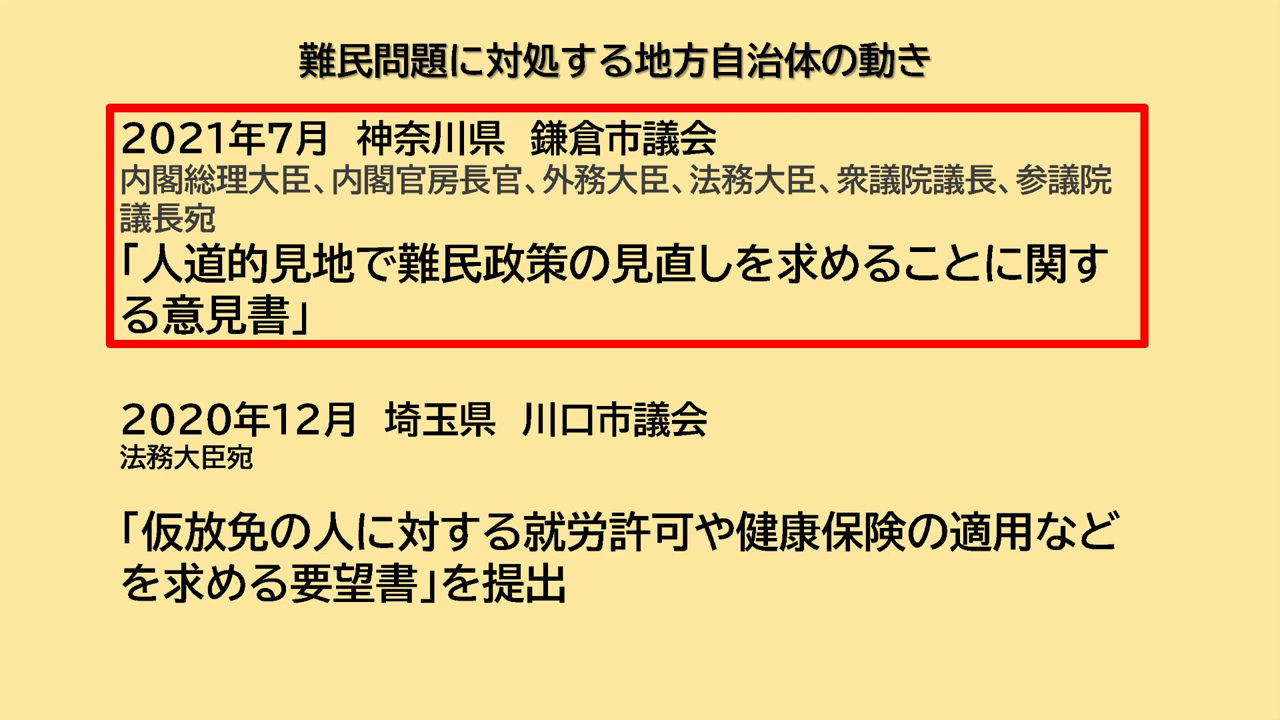 難民問題に対処する地方自治体の動き
2021年7月　神奈川県　鎌倉市議会
内閣総理大臣、内閣官房長官、外務大臣、法務大臣、衆議院議長、参議院
議長宛
「人道的見地で難民政策の見直しを求めることに関す
る意見書」
2020年12月　埼玉県　川口市議会
法務大臣宛
「仮放免の人に対する就労許可や健康保険の適用など
を求める要望書」を提出